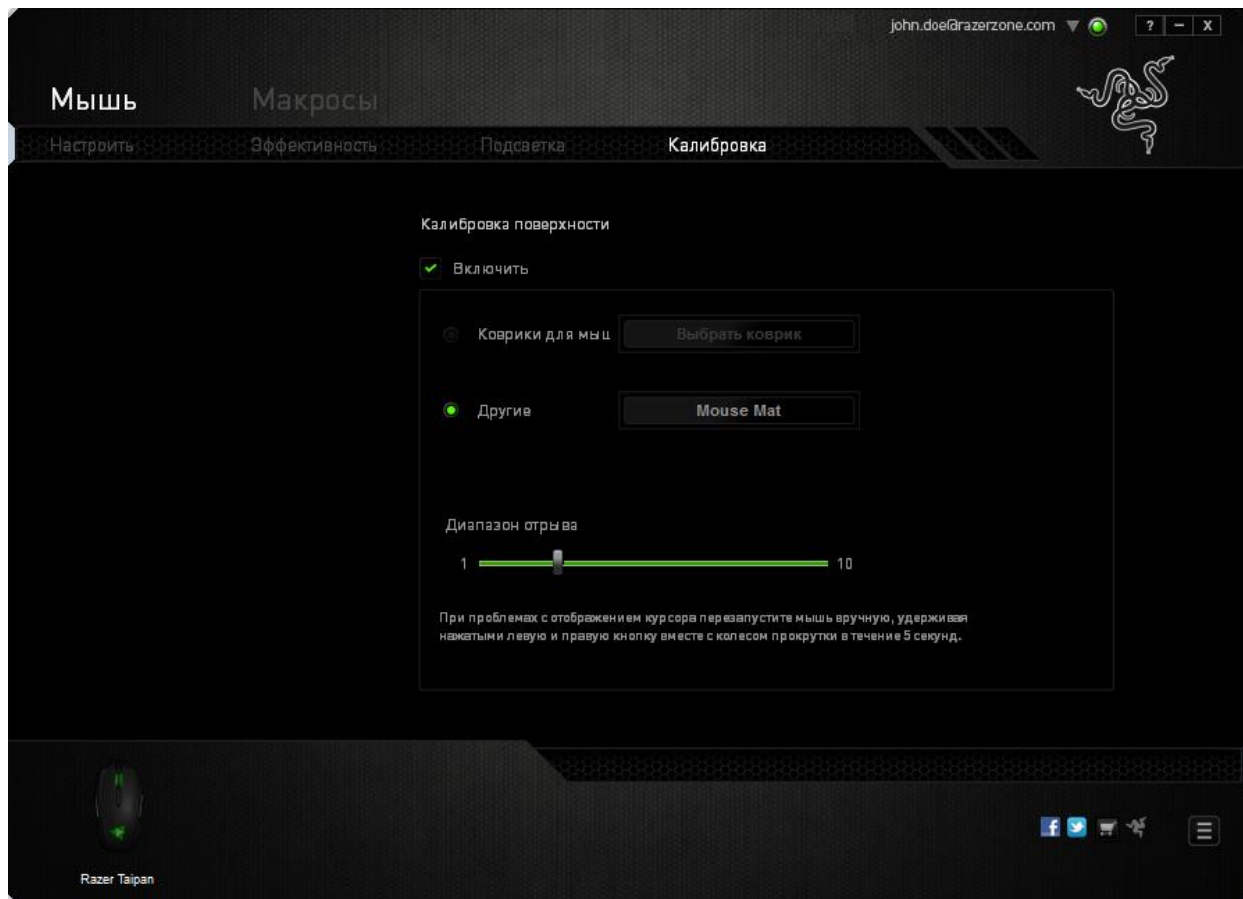 john.doe@razerzone.com
? – X
Мышь Макросы
Настроить Эффективность Подсветка Калибровка
Калибровка поверхности
Включить
Коврики для мыш Выбрать коврик
Другие Mouse Mat
Диапазон отрыва
1 10
При проблемах с отображением курсора перезапустите мышь вручную, удерживая
нажатыми левую и правую кнопку вместе с колесом прокрутки в течение 5 секунд.
Razer Taipan